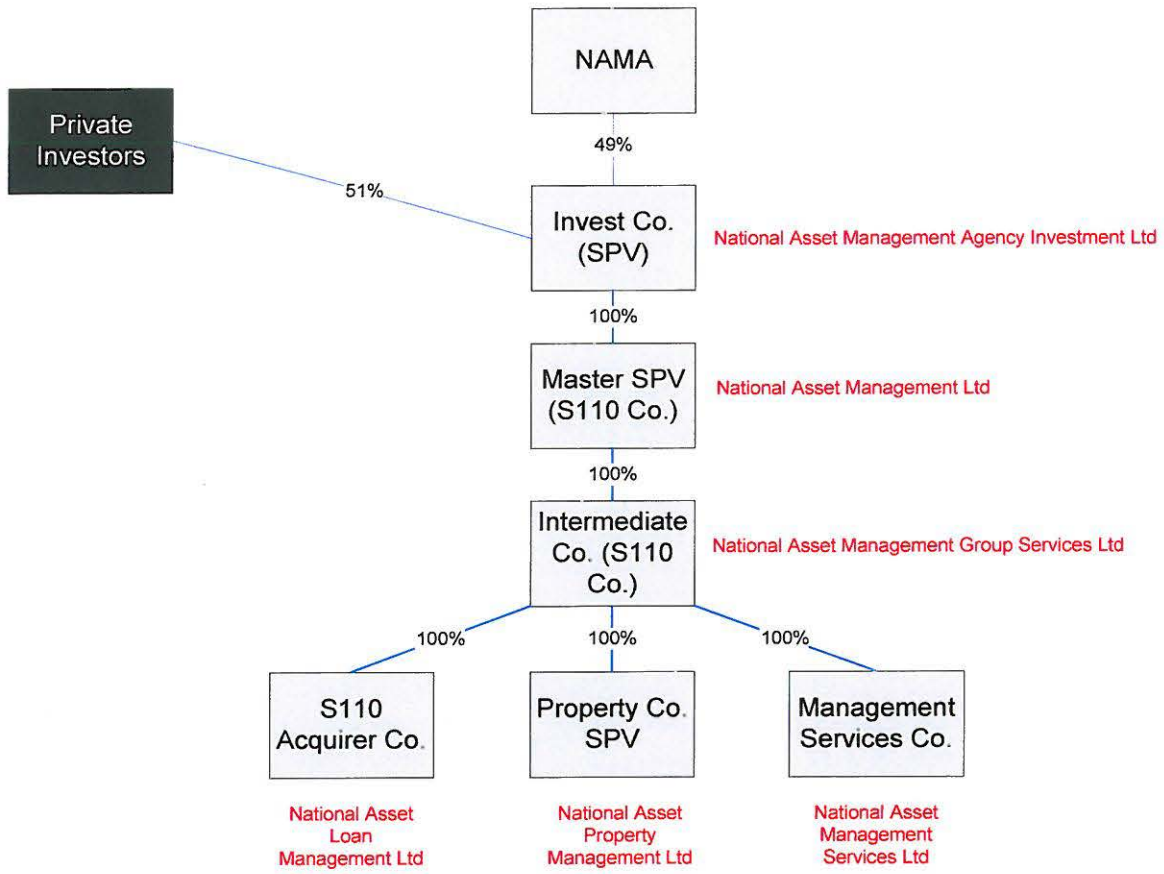 NAMA
Private
Investors
49%
51%
Invest Co.
(SPV)
National Asset Management Agency Investment Ltd
100%
Master SPV
(S110 Co.)
National Asset Management Ltd
100%
Intermediate
Co. (S110
Co.)
National Asset Management Group Services Ltd
100%
100%
100%
S110
Acquirer Co.
Property Co.
SPV
Management
Services Co.
National Asset
Loan
Management Ltd
National Asset
Property
Management Ltd
National Asset
Management
Services Ltd